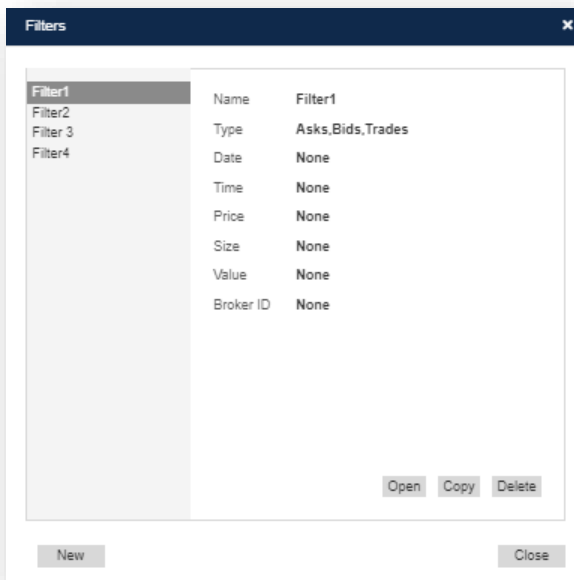 Filters ×
Filter1
Filter2
Filter 3
Filter4
Name Filter1
Type Asks,Bids,Trades
Date None
Time None
Price None
Size None
Value None
Broker ID None
Open Copy Delete
New Close